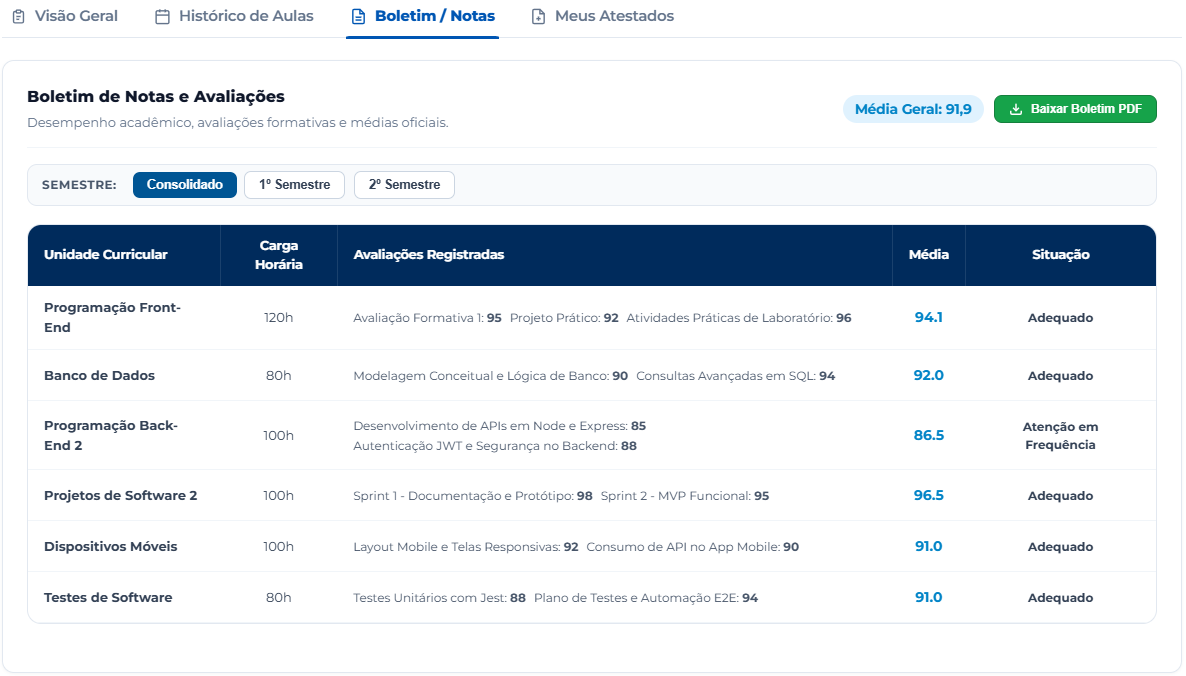 Visão Geral
Histórico de Aulas
Boletim / Notas
Meus Atestados
Boletim de Notas e Avaliações
Desempenho acadêmico, avaliações formativas e médias oficiais.
Média Geral: 91,9
Baixar Boletim PDF
SEMESTRE:
Consolidado
1º Semestre
2º Semestre
Unidade Curricular
Carga
Horária
Avaliações Registradas
Média
Situação
Programação Front-
End
120h
Avaliação Formativa 1: 95 Projeto Prático: 92 Atividades Práticas de Laboratório: 96
94.1
Adequado
Banco de Dados
80h
Modelagem Conceitual e Lógica de Banco: 90 Consultas Avançadas em SQL: 94
92.0
Adequado
Programação Back-
End 2
100h
Desenvolvimento de APIs em Node e Express: 85
Autenticação JWT e Segurança no Backend: 88
86.5
Atenção em
Frequência
Projetos de Software 2
100h
Sprint 1 - Documentação e Protótipo: 98 Sprint 2 - MVP Funcional: 95
96.5
Adequado
Dispositivos Móveis
100h
Layout Mobile e Telas Responsivas: 92 Consumo de API no App Mobile: 90
91.0
Adequado
Testes de Software
80h
Testes Unitários com Jest: 88 Plano de Testes e Automação E2E: 94
91.0
Adequado